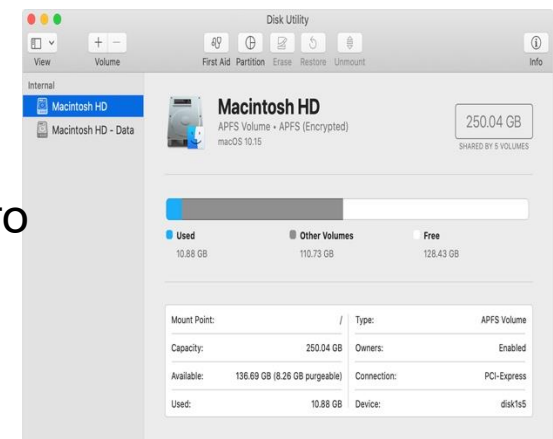 Disk Utility
View
Volume
First Aid Partition Erase Restore Unmount
Info
Internal
Macintosh HD
Macintosh HD - Data
Macintosh HD
APFS Volume • APFS (Encrypted)
macOS 10.15
250.04 GB
SHARED BY 5 VOLUMES
го
Used
10.88 GB
Other Volumes
110.73 GB
Free
128.43 GB
Mount Point: / Type: APFS Volume
Capacity: 250.04 GB Owners: Enabled
Available: 136.69 GB (8.26 GB purgeable) Connection: PCI-Express
Used: 10.88 GB Device: disk1s5